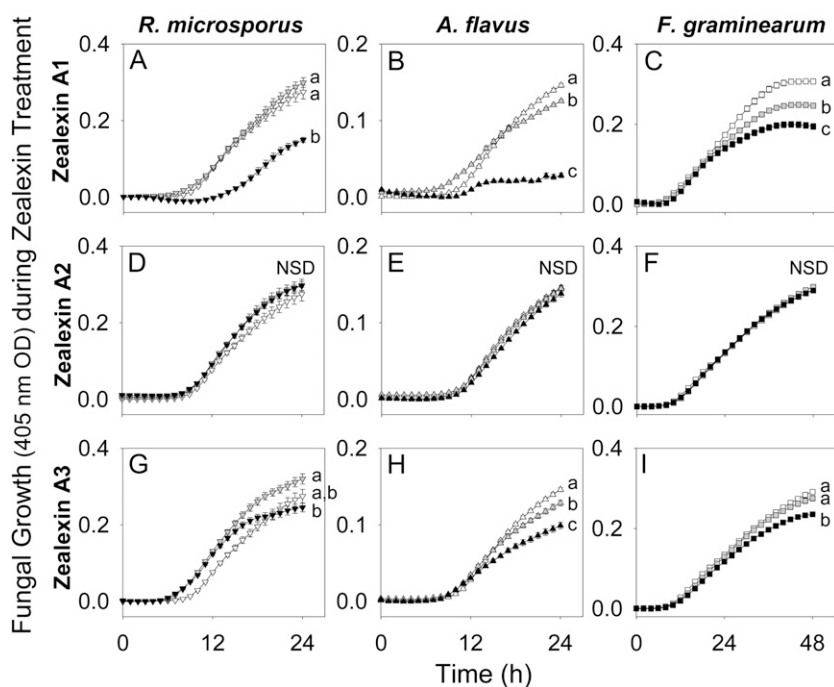 R. microsporus A. flavus F. graminearum
Fungal Growth (405 nm OD) during Zealexin Treatment
Zealexin A1
0.4 0.2 0.4
A B C
a a b
a b c
a b c
0.2 0.1 0.2
0.0 0.0 0.0
Zealexin A2
0.4 0.2 0.4
D NSD E NSD F NSD
0.2 0.1 0.2
0.0 0.0 0.0
Zealexin A3
0.4 0.2 0.4
G H I
a a,b b
a b c
a a b
0.2 0.1 0.2
0.0 0.0 0.0
0 12 24 0 12 24 0 24 48
Time (h)